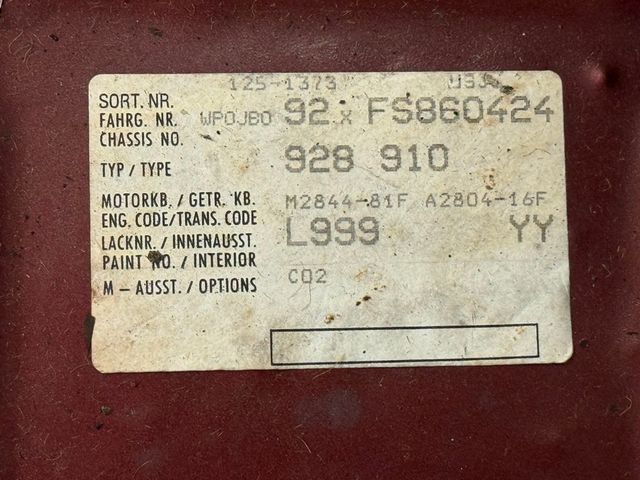 125-1373
SORT. NR.
FAHRG. NR. WP0JB0 92 x FS860424
CHASSIS NO.
TYP / TYPE 928 910
MOTORKB. / GETR. KB. M2844-81F A2804-16F
ENG. CODE/TRANS. CODE
LACKNR. / INNENAUSST. L999 YY
PAINT NO. / INTERIOR
M – AUSST. / OPTIONS C02